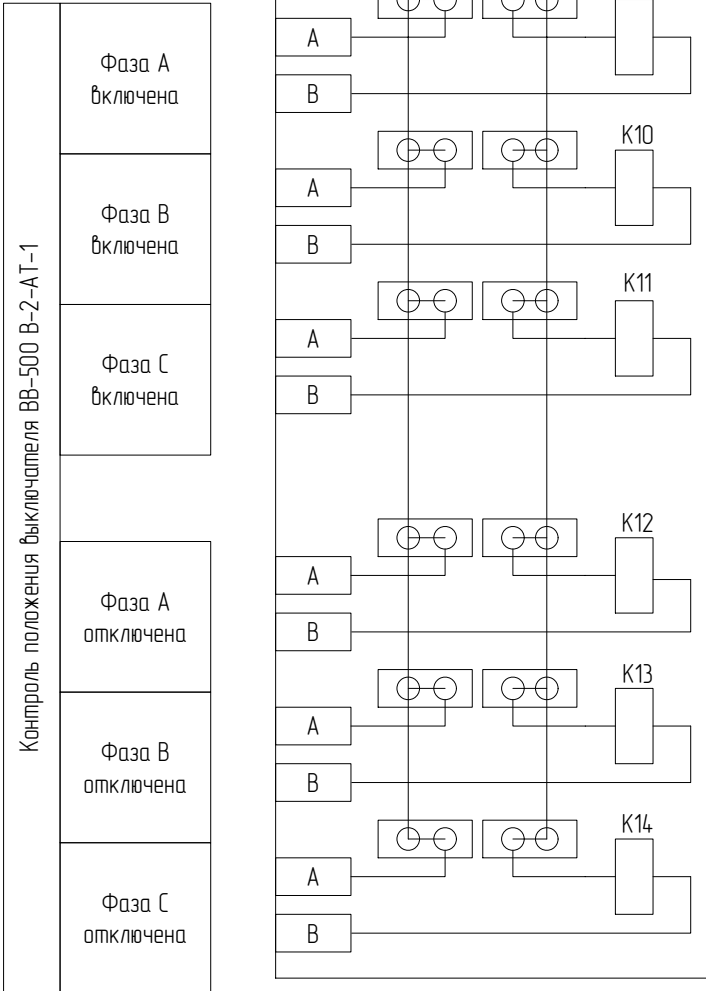 Контроль положения выключателя ВВ-500 В-2-АТ-1
Фаза А
включена
А
В
Фаза В
включена
К10
А
В
Фаза С
включена
К11
А
В
Фаза А
отключена
К12
А
В
Фаза В
отключена
К13
А
В
Фаза С
отключена
К14
А
В